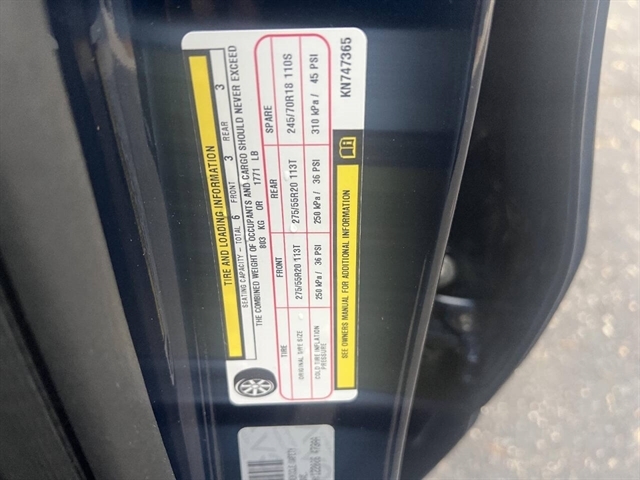 TIRE AND LOADING INFORMATION
SEATING CAPACITY - TOTAL 6 FRONT 3 REAR 3
THE COMBINED WEIGHT OF OCCUPANTS AND CARGO SHOULD NEVER EXCEED
803 KG OR 1771 LB
TIRE FRONT REAR SPARE
ORIGINAL TIRE SIZE 275/55R20 113T 275/55R20 113T 245/70R18 110S
COLD TIRE INFLATION PRESSURE 250 kPa / 36 PSI 250 kPa / 36 PSI 310 kPa / 45 PSI
SEE OWNERS MANUAL FOR ADDITIONAL INFORMATION
KN747365